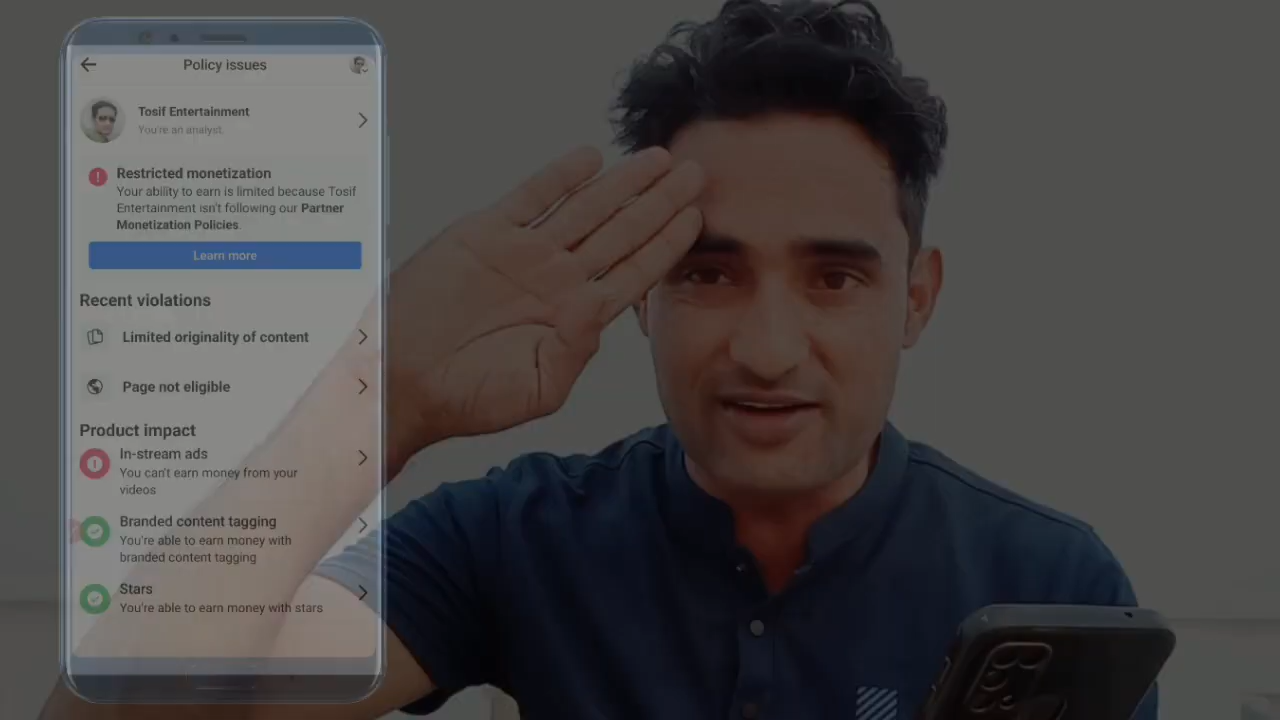 Policy issues
Tosif Entertainment
You're an analyst.
Restricted monetization
Your ability to earn is limited because Tosif
Entertainment isn't following our Partner
Monetization Policies.
Learn more
Recent violations
Limited originality of content
Page not eligible
Product impact
In-stream ads
You can't earn money from your
videos
Branded content tagging
You're able to earn money with
branded content tagging
Stars
You're able to earn money with stars